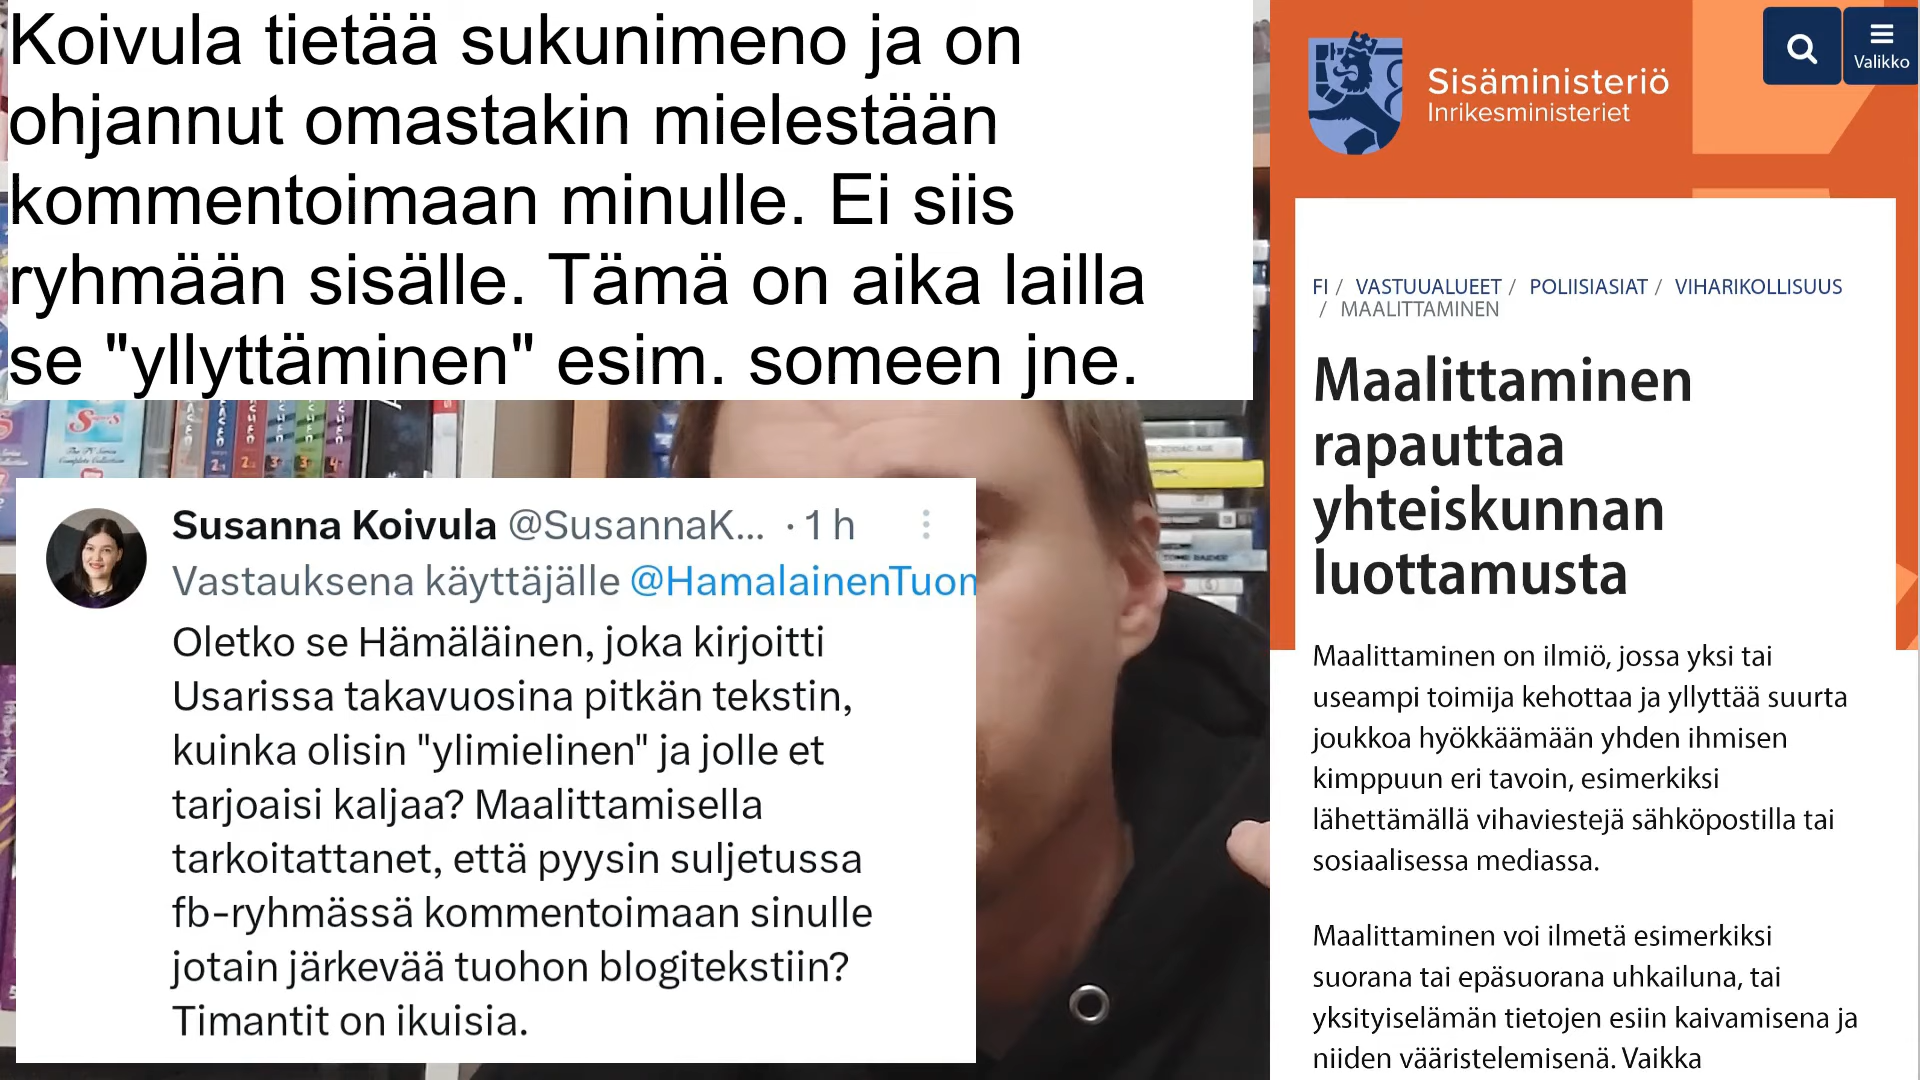 Koivula tietää sukunimeno ja on
ohjannut omastakin mielestään
kommentoimaan minulle. Ei siis
ryhmään sisälle. Tämä on aika lailla
se "yllyttäminen" esim. someen jne.
Susanna Koivula @SusannaK... · 1 h
Vastauksena käyttäjälle @HamalainenTuom
Oletko se Hämäläinen, joka kirjoitti
Usarissa takavuosina pitkän tekstin,
kuinka olisin "ylimielinen" ja jolle et
tarjoaisi kaljaa? Maalittamisella
tarkoitattanet, että pyysin suljetussa
fb-ryhmässä kommentoimaan sinulle
jotain järkevää tuohon blogitekstiin?
Timantit on ikuisia.
Sisäministeriö
Inrikesministeriet
Valikko
FI / VASTUUALUEET / POLIISIASIAT / VIHARIKOLLISUUS
/ MAALITTAMINEN
Maalittaminen
rapauttaa
yhteiskunnan
luottamusta
Maalittaminen on ilmiö, jossa yksi tai
useampi toimija kehottaa ja yllyttää suurta
joukkoa hyökkäämään yhden ihmisen
kimppuun eri tavoin, esimerkiksi
lähettämällä vihaviestejä sähköpostilla tai
sosiaalisessa mediassa.
Maalittaminen voi ilmetä esimerkiksi
suorana tai epäsuorana uhkailuna, tai
yksityiselämän tietojen esiin kaivamisena ja
niiden vääristelemisenä. Vaikka